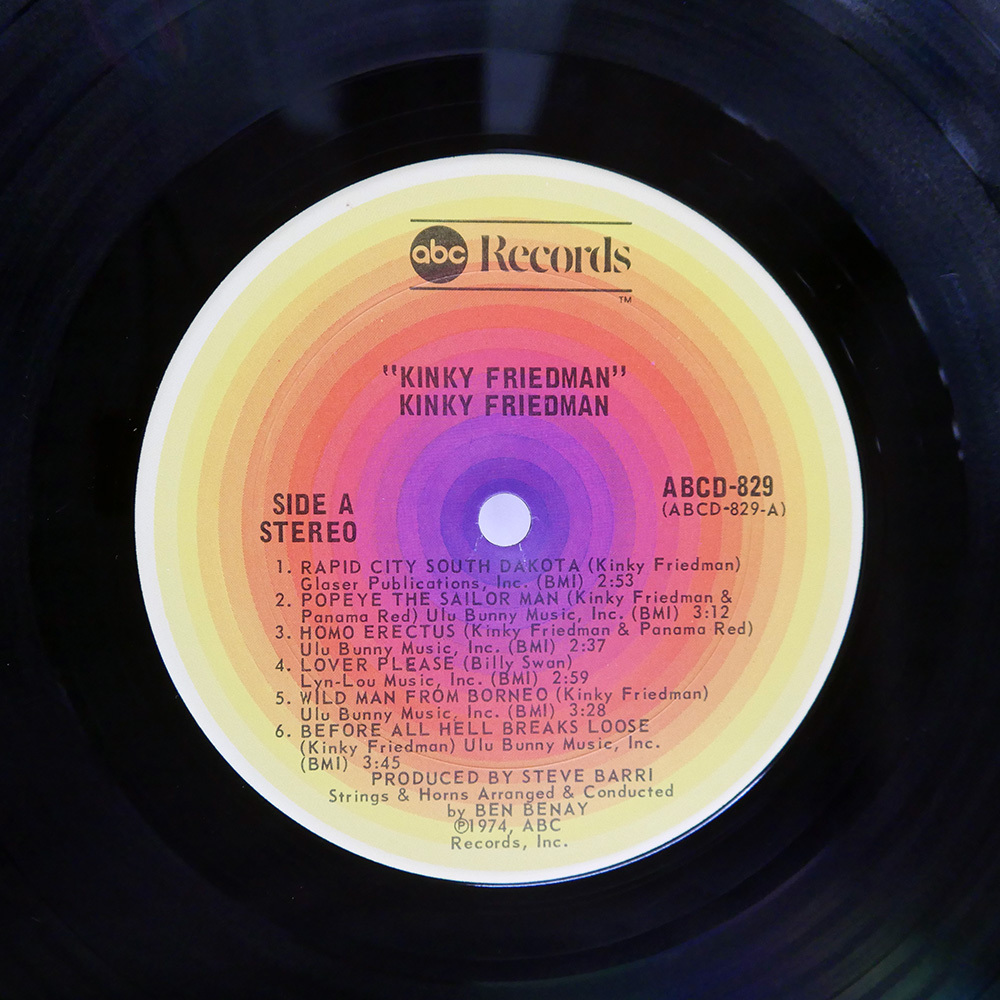 abc Records
TM
"KINKY FRIEDMAN"
KINKY FRIEDMAN
SIDE A
STEREO
ABCD-829
(ABCD-829-A)
1. RAPID CITY SOUTH DAKOTA (Kinky Friedman)
Glaser Publications, Inc. (BMI) 2:53
2. POPEYE THE SAILOR MAN (Kinky Friedman &
Panama Red) Ulu Bunny Music, Inc. (BMI) 3:12
3. HOMO ERECTUS (Kinky Friedman & Panama Red)
Ulu Bunny Music, Inc. (BMI) 2:37
4. LOVER PLEASE (Billy Swan)
Lyn-Lou Music, Inc. (BMI) 2:59
5. WILD MAN FROM BORNEO (Kinky Friedman)
Ulu Bunny Music, Inc. (BMI) 3:28
6. BEFORE ALL HELL BREAKS LOOSE
(Kinky Friedman) Ulu Bunny Music, Inc.
(BMI) 3:45
PRODUCED BY STEVE BARRI
Strings & Horns Arranged & Conducted
by BEN BENAY
℗1974, ABC
Records, Inc.